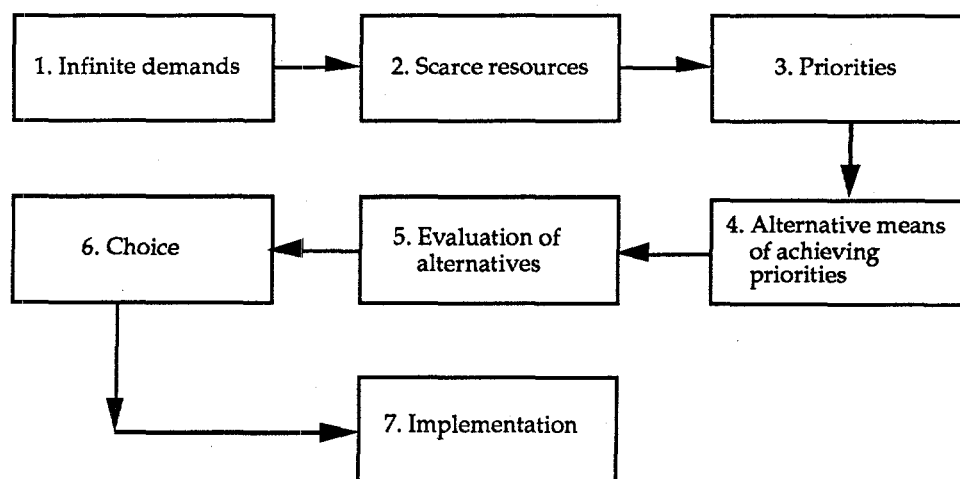 1. Infinite demands
2. Scarce resources
3. Priorities
4. Alternative means
of achieving
priorities
5. Evaluation of
alternatives
6. Choice
7. Implementation